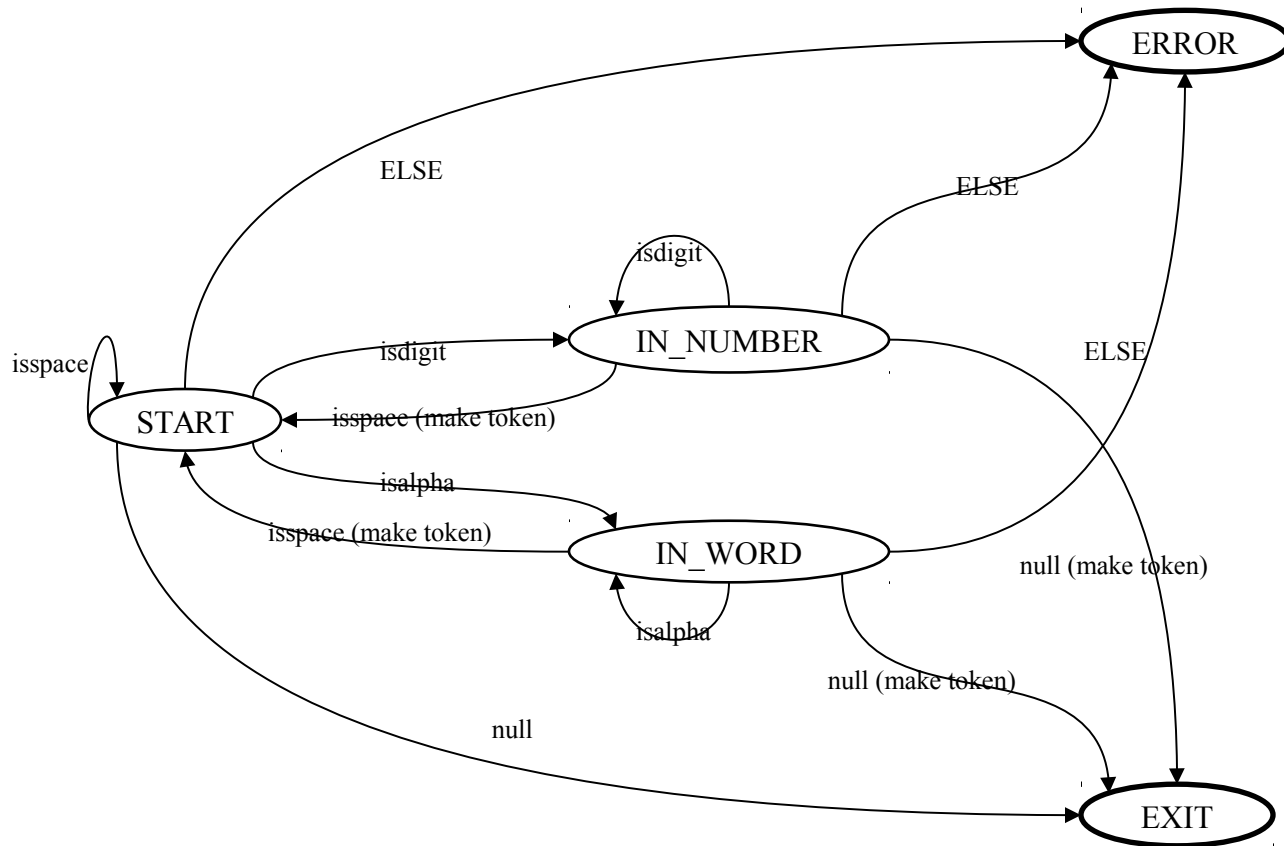 ERROR
ELSE
ELSE
isdigit
IN_NUMBER
isdigit
ELSE
isspace
START
isspace (make token)
isalpha
isspace (make token)
IN_WORD
null (make token)
isalpha
null (make token)
null
EXIT